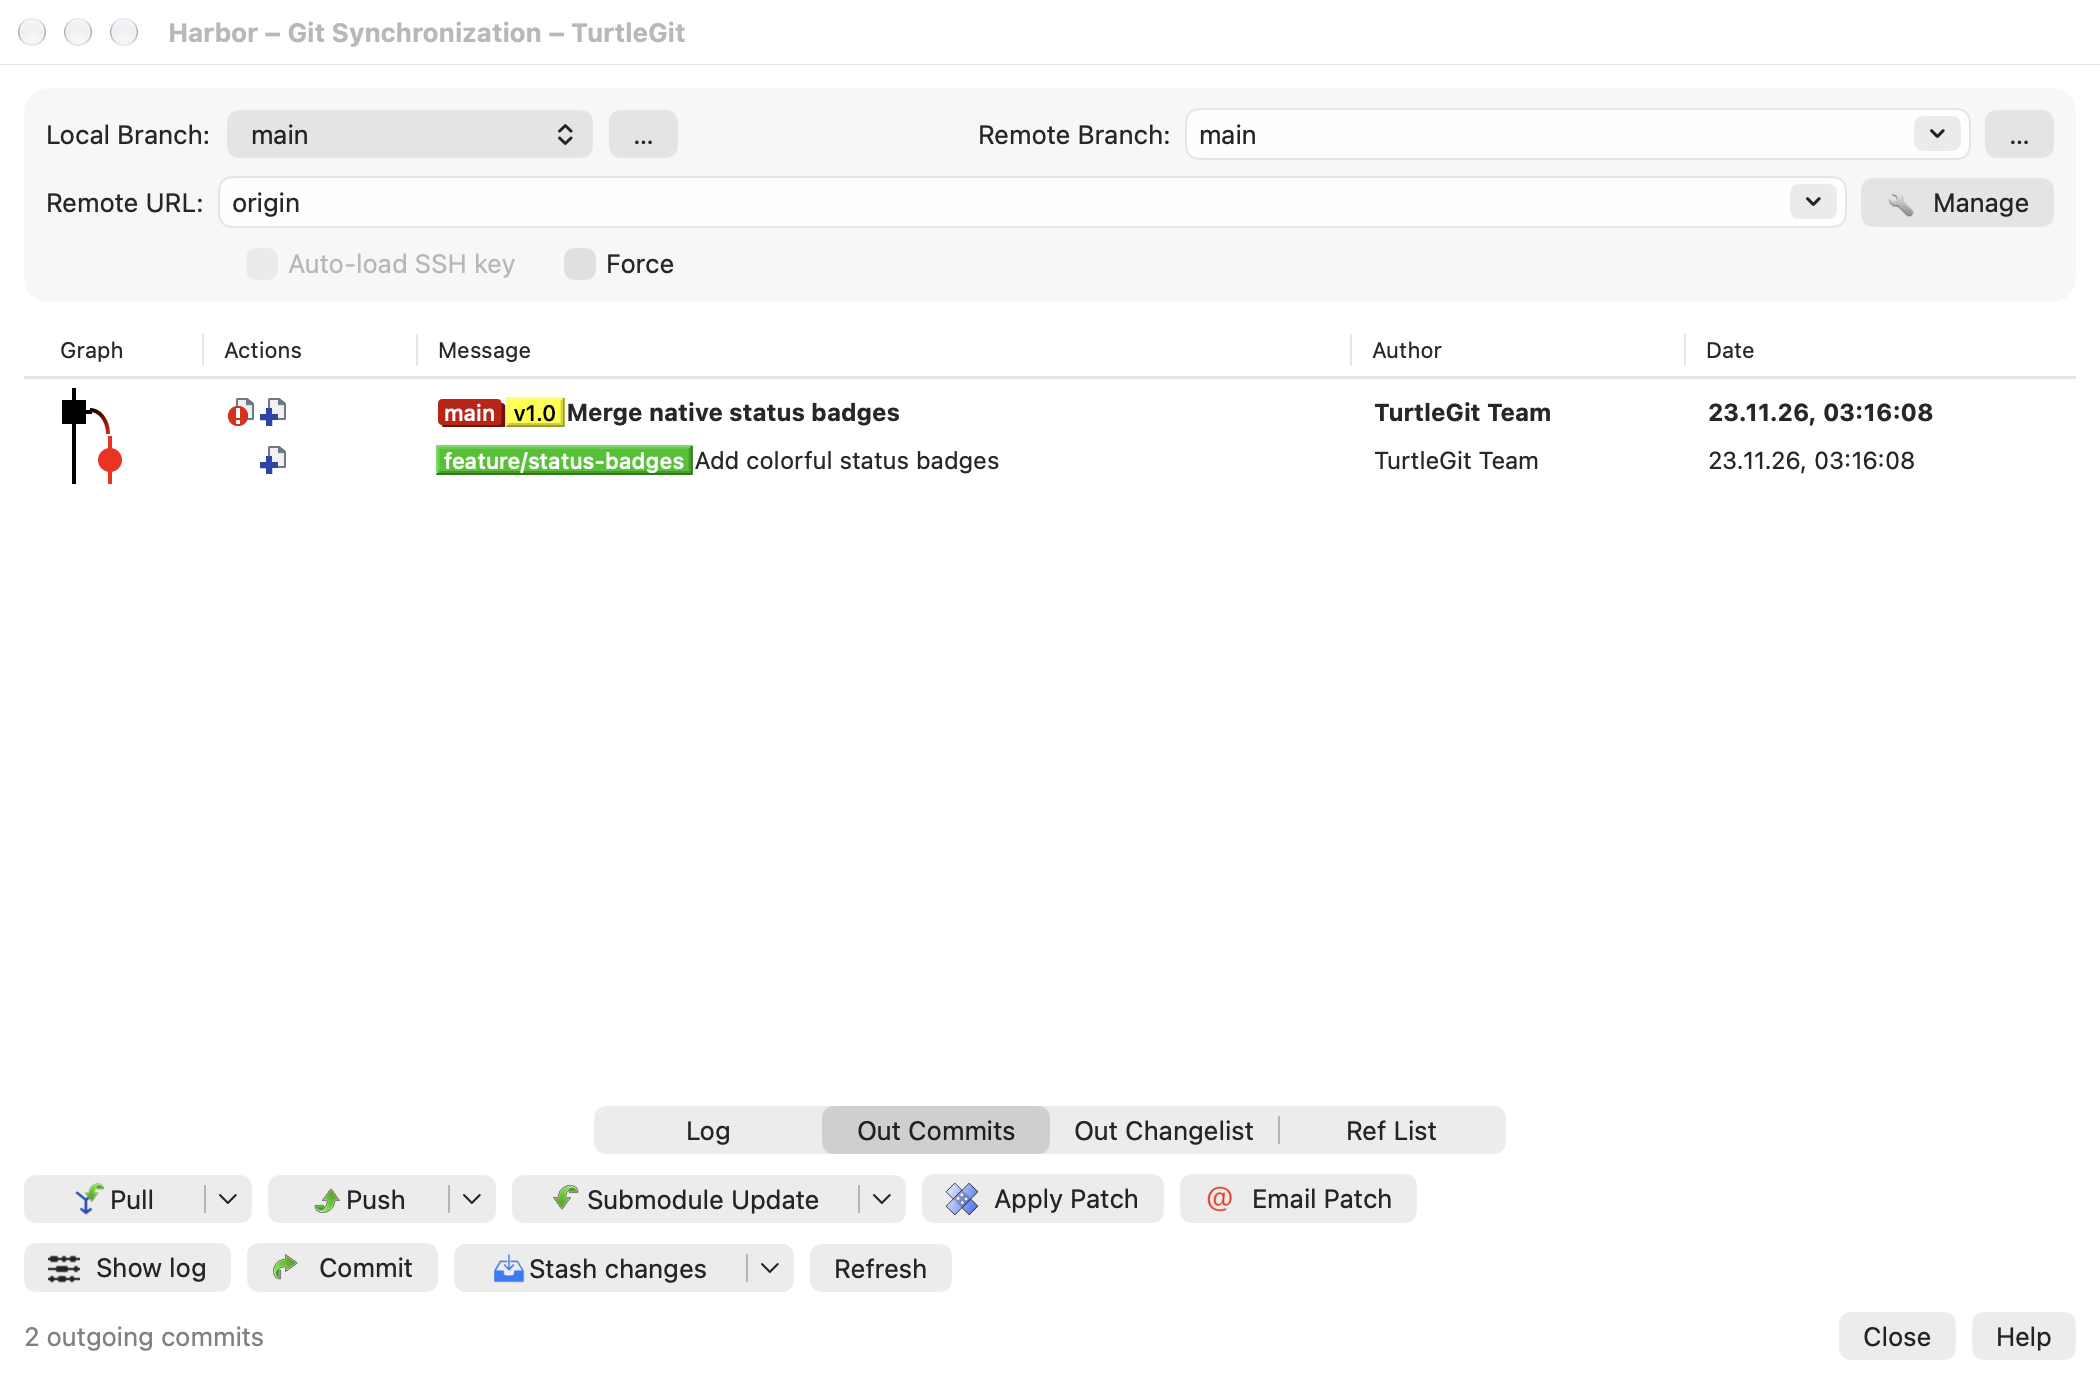 Harbor – Git Synchronization – TurtleGit
Local Branch: main ... Remote Branch: main ...
Remote URL: origin Manage
Auto-load SSH key Force
Graph Actions Message Author Date
main v1.0 Merge native status badges TurtleGit Team 23.11.26, 03:16:08
feature/status-badges Add colorful status badges TurtleGit Team 23.11.26, 03:16:08
Log Out Commits Out Changelist Ref List
Pull Push Submodule Update Apply Patch @ Email Patch
Show log Commit Stash changes Refresh
2 outgoing commits Close Help